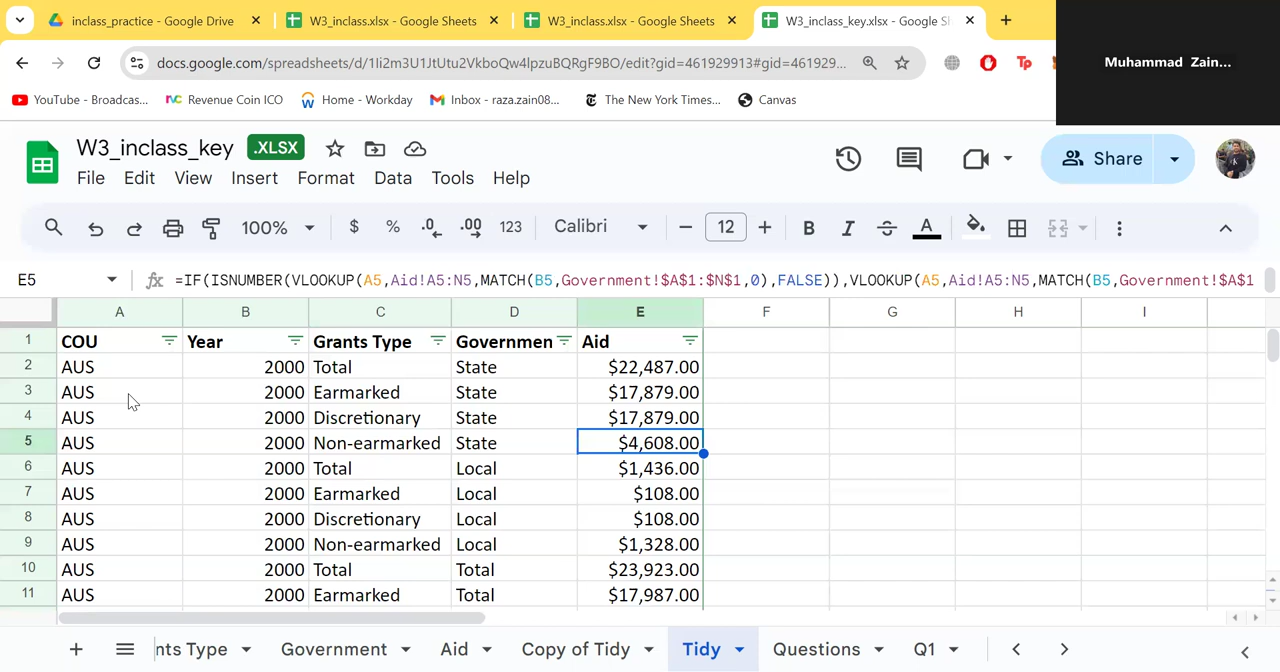 inclass_practice - Google Drive
W3_inclass.xlsx - Google Sheets
W3_inclass.xlsx - Google Sheets
W3_inclass_key.xlsx - Google Sh
Muhammad Zain...
docs.google.com/spreadsheets/d/1Ii2m3U1JtUtu2VkboQw4lpzuBQRgF9BO/edit?gid=461929913#gid=461929...
Tp
YouTube - Broadcas...
Revenue Coin ICO
Home - Workday
Inbox - raza.zain08...
The New York Times...
Canvas
W3_inclass_key
.XLSX
File Edit View Insert Format Data Tools Help
Share
100% $ % .0 .00 123 Calibri 12 B I A
E5
=IF(ISNUMBER(VLOOKUP(A5,Aid!A5:N5,MATCH(B5,Government!$A$1:$N$1,0),FALSE)),VLOOKUP(A5,Aid!A5:N5,MATCH(B5,Government!$A$1
A B C D E F G H I
1 COU Year Grants Type Governmen Aid
2 AUS 2000 Total State $22,487.00
3 AUS 2000 Earmarked State $17,879.00
4 AUS 2000 Discretionary State $17,879.00
5 AUS 2000 Non-earmarked State $4,608.00
6 AUS 2000 Total Local $1,436.00
7 AUS 2000 Earmarked Local $108.00
8 AUS 2000 Discretionary Local $108.00
9 AUS 2000 Non-earmarked Local $1,328.00
10 AUS 2000 Total Total $23,923.00
11 AUS 2000 Earmarked Total $17,987.00
nts Type Government Aid Copy of Tidy Tidy Questions Q1